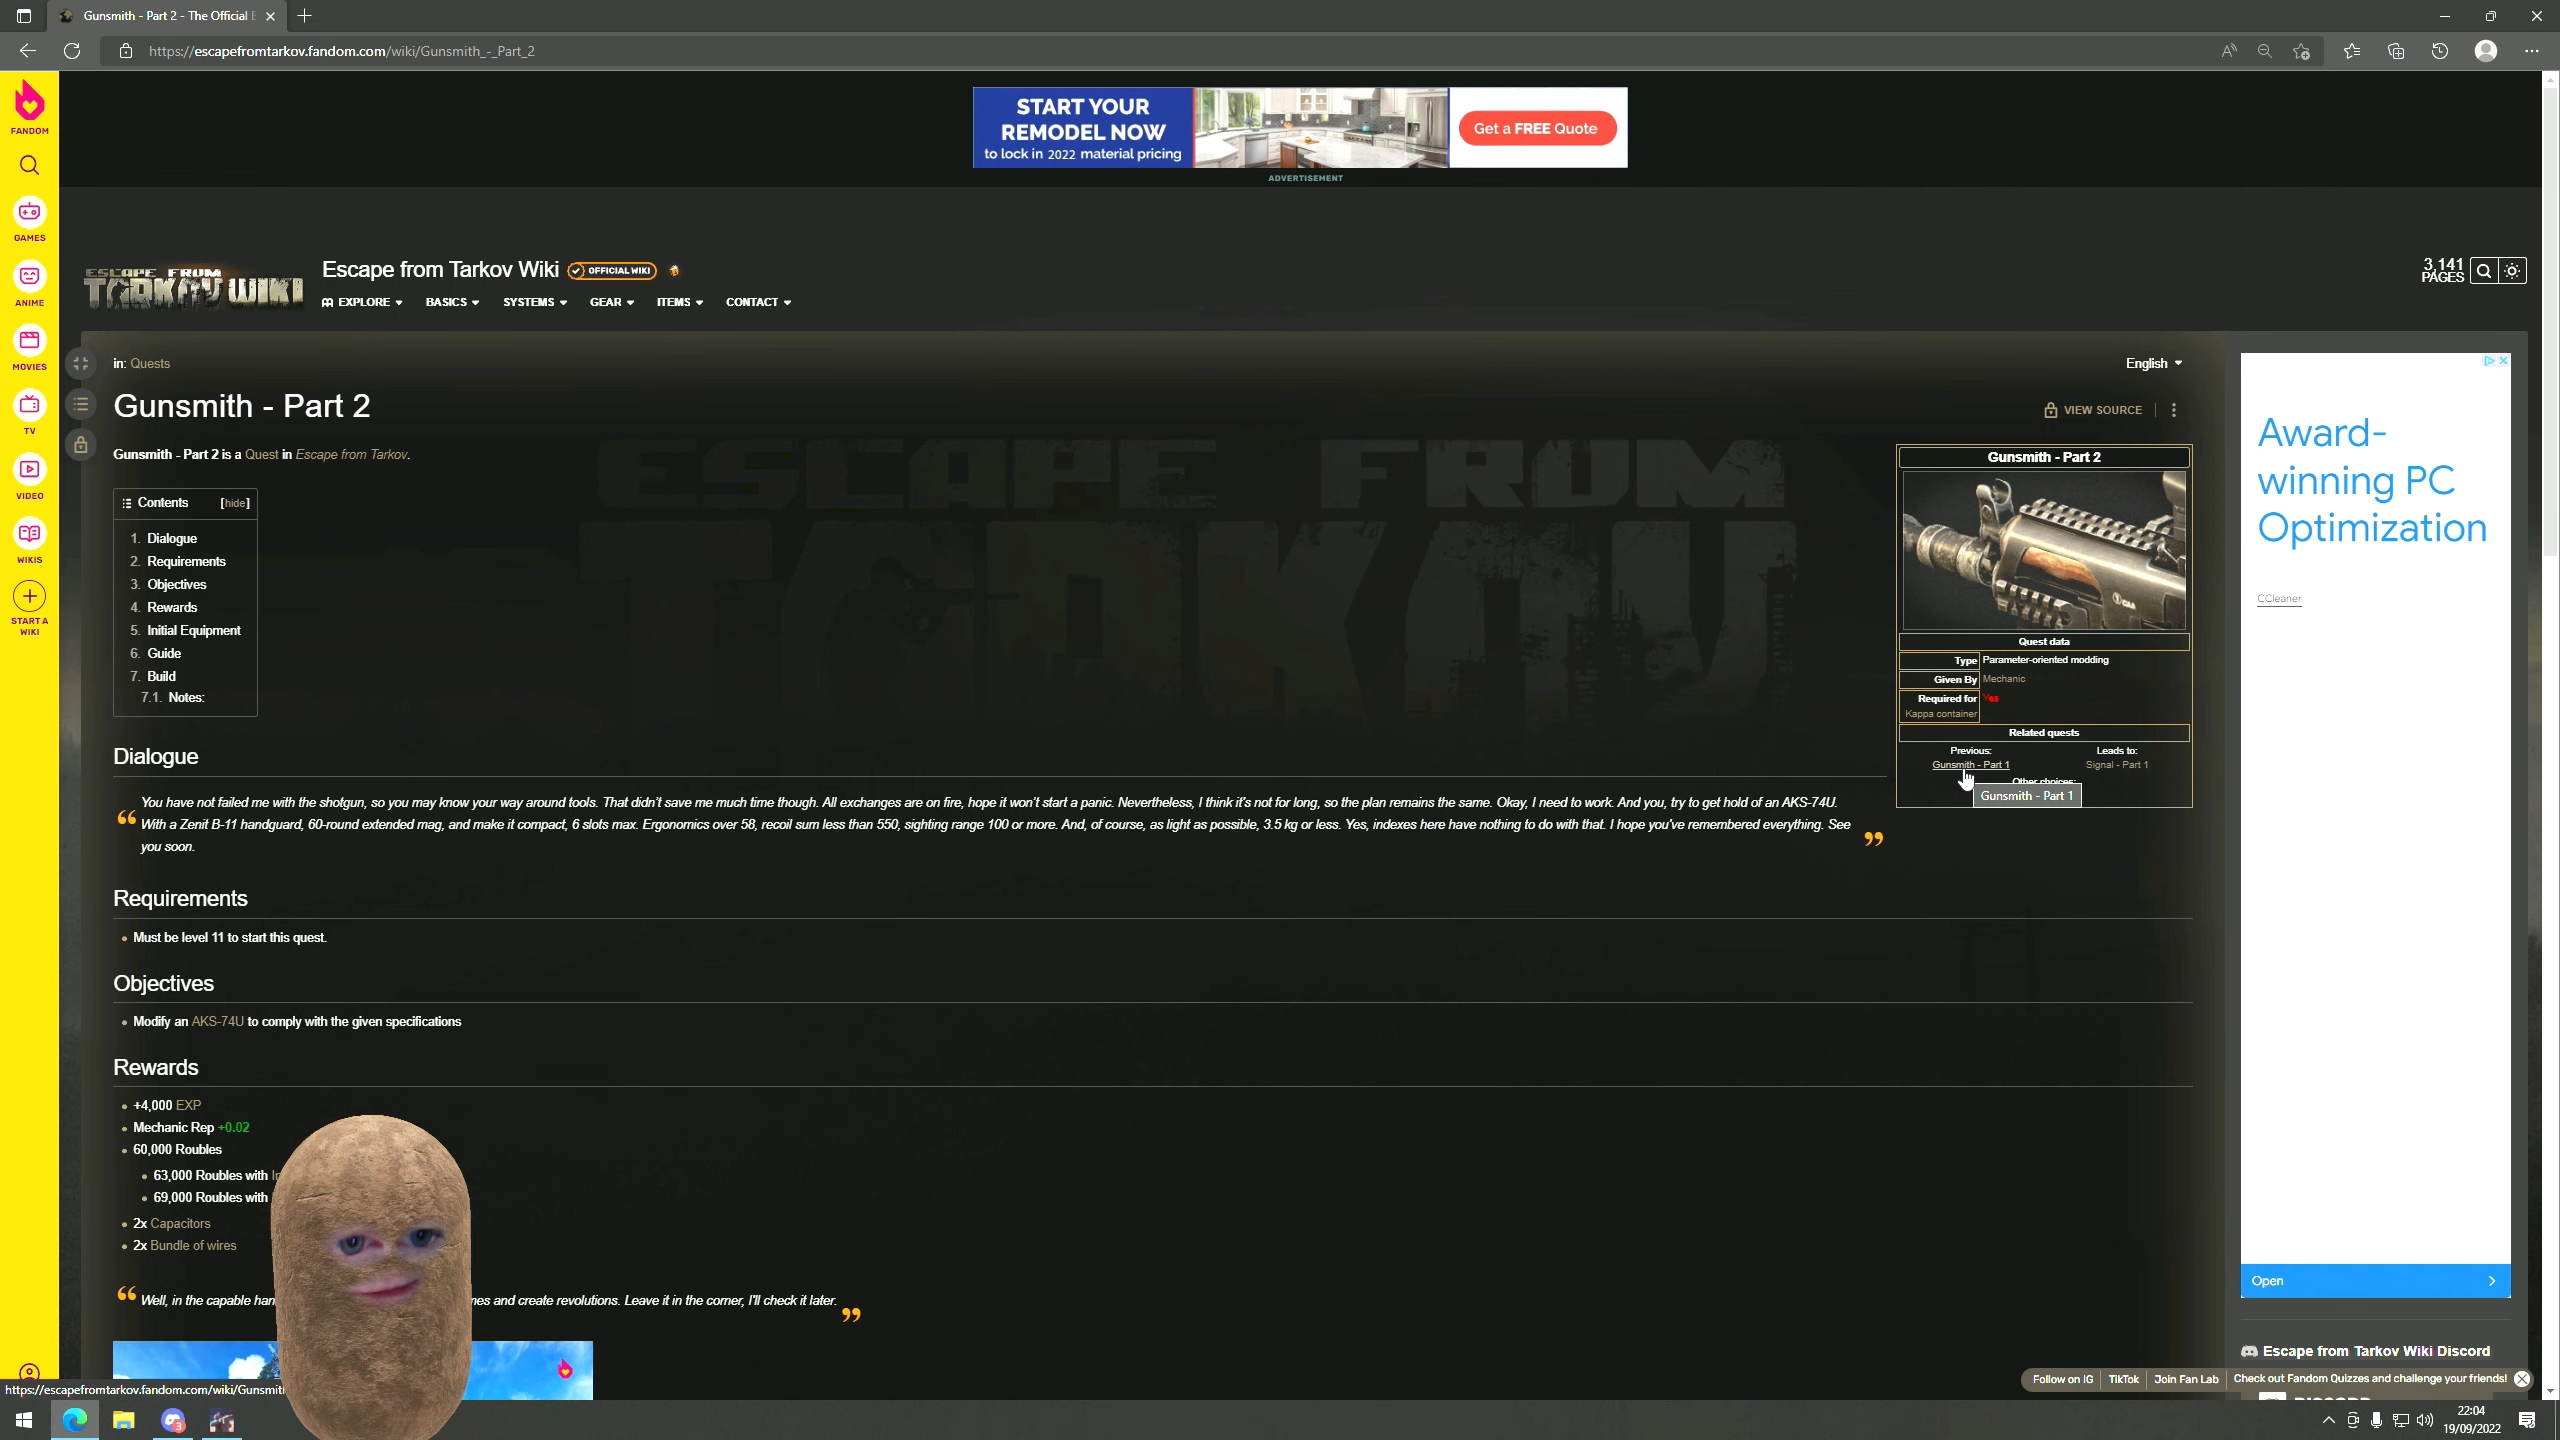 Gunsmith - Part 2 - The Official E
https://escapefromtarkov.fandom.com/wiki/Gunsmith_-_Part_2
START YOUR
REMODEL NOW
to lock in 2022 material pricing
Get a FREE Quote
ADVERTISEMENT
FANDOM
GAMES
ANIME
MOVIES
TV
VIDEO
WIKIS
START A
WIKI
ESCAPE FROM
TARKOV WIKI
Escape from Tarkov Wiki
OFFICIAL WIKI
EXPLORE BASICS SYSTEMS GEAR ITEMS CONTACT
3,141
PAGES
in: Quests
English
Gunsmith - Part 2
VIEW SOURCE
Gunsmith - Part 2 is a Quest in Escape from Tarkov.
ESCAPE FROM
TARKOV
Contents [hide]
1. Dialogue
2. Requirements
3. Objectives
4. Rewards
5. Initial Equipment
6. Guide
7. Build
7.1. Notes:
Gunsmith - Part 2
CAA
Quest data
Type Parameter-oriented modding
Given By Mechanic
Required for Yes
Kappa container
Related quests
Previous: Leads to:
Gunsmith - Part 1 Signal - Part 1
Other choices:
Gunsmith - Part 1
Dialogue
You have not failed me with the shotgun, so you may know your way around tools. That didn't save me much time though. All exchanges are on fire, hope it won't start a panic. Nevertheless, I think it's not for long, so the plan remains the same. Okay, I need to work. And you, try to get hold of an AKS-74U.
With a Zenit B-11 handguard, 60-round extended mag, and make it compact, 6 slots max. Ergonomics over 58, recoil sum less than 550, sighting range 100 or more. And, of course, as light as possible, 3.5 kg or less. Yes, indexes here have nothing to do with that. I hope you've remembered everything. See
you soon.
Requirements
Must be level 11 to start this quest.
Objectives
Modify an AKS-74U to comply with the given specifications
Rewards
+4,000 EXP
Mechanic Rep +0.02
60,000 Roubles
63,000 Roubles with
69,000 Roubles with
2x Capacitors
2x Bundle of wires
Well, in the capable han
nes and create revolutions. Leave it in the corner, I'll check it later.
Award-
winning PC
Optimization
CCleaner
Open
Escape from Tarkov Wiki Discord
Follow on IG TikTok Join Fan Lab Check out Fandom Quizzes and challenge your friends!
https://escapefromtarkov.fandom.com/wiki/Gunsmit
3
22:04
19/09/2022